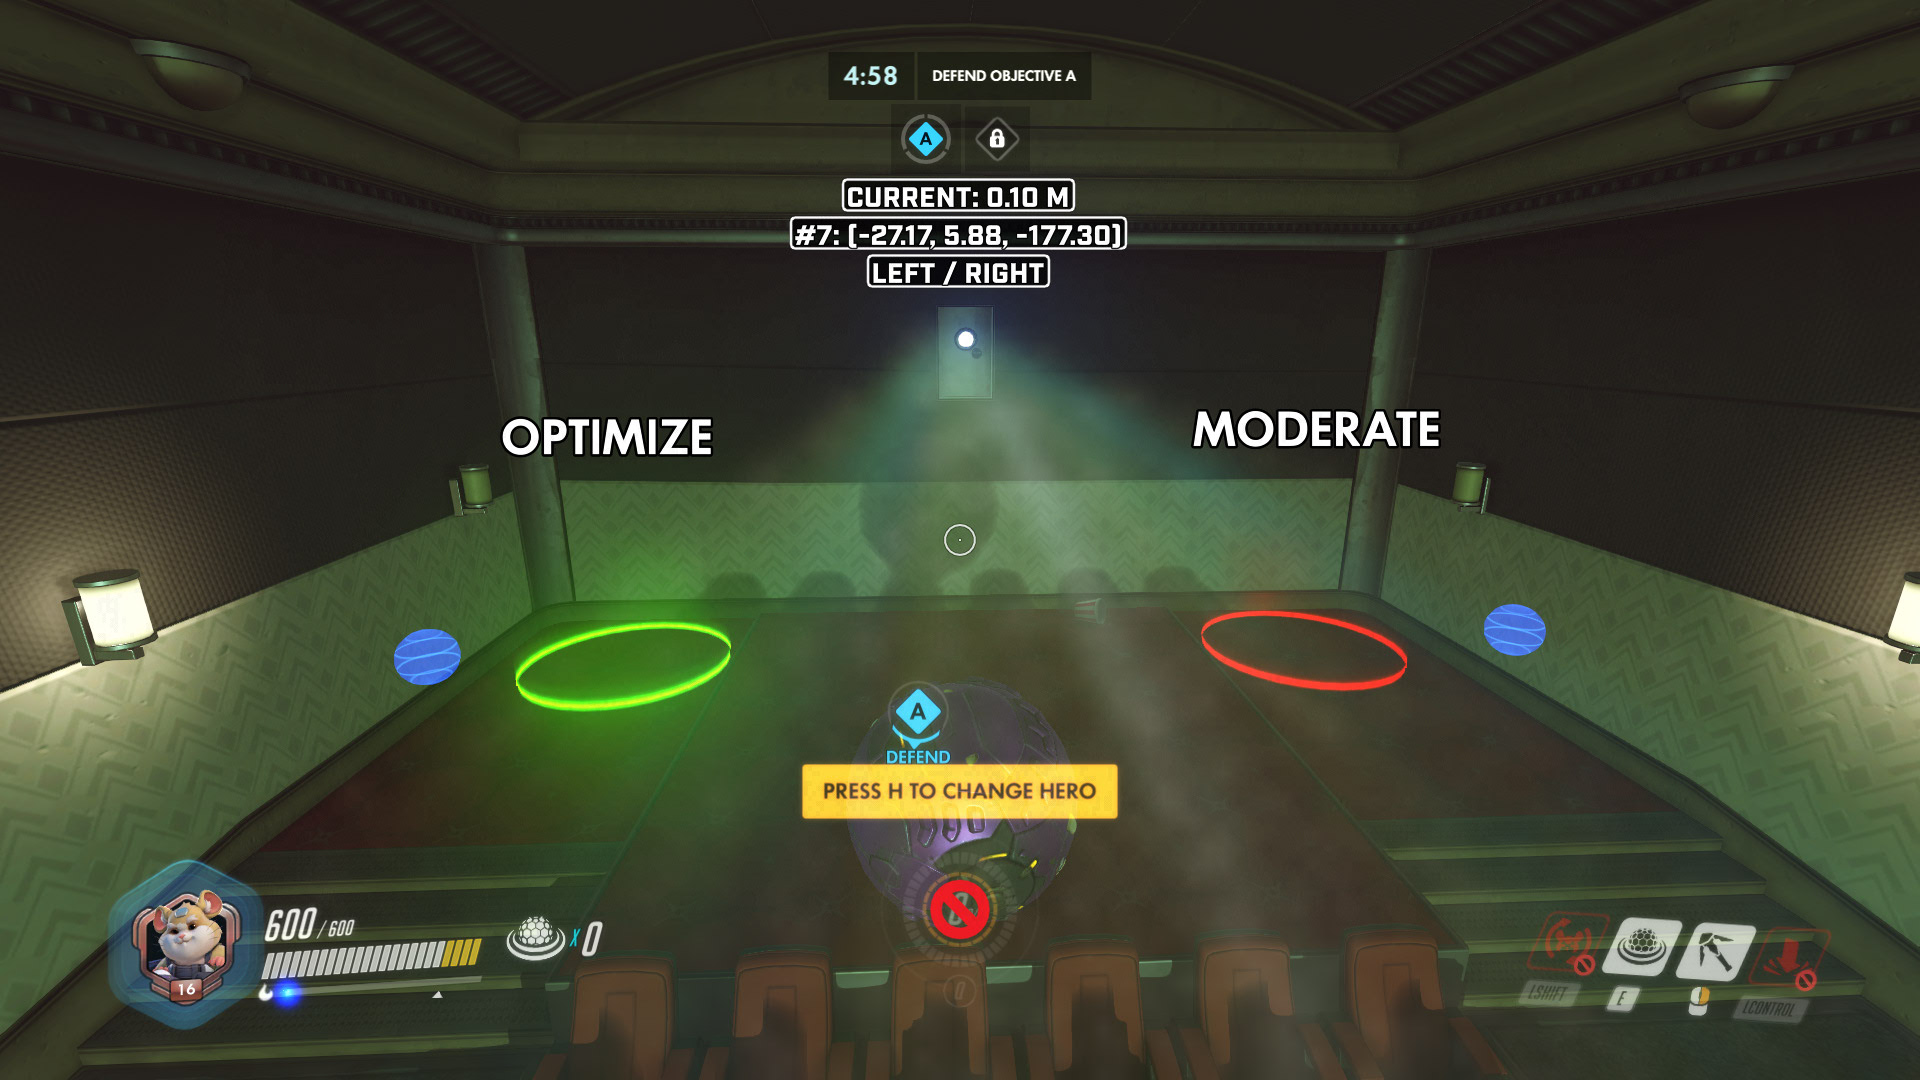 4:58 DEFEND OBJECTIVE A
A
CURRENT: 0.10 M
#7: (-27.17, 5.88, -177.30)
LEFT / RIGHT
OPTIMIZE
MODERATE
A
DEFEND
PRESS H TO CHANGE HERO
600 / 600
X 0
16
LSHIFT
E
LCONTROL